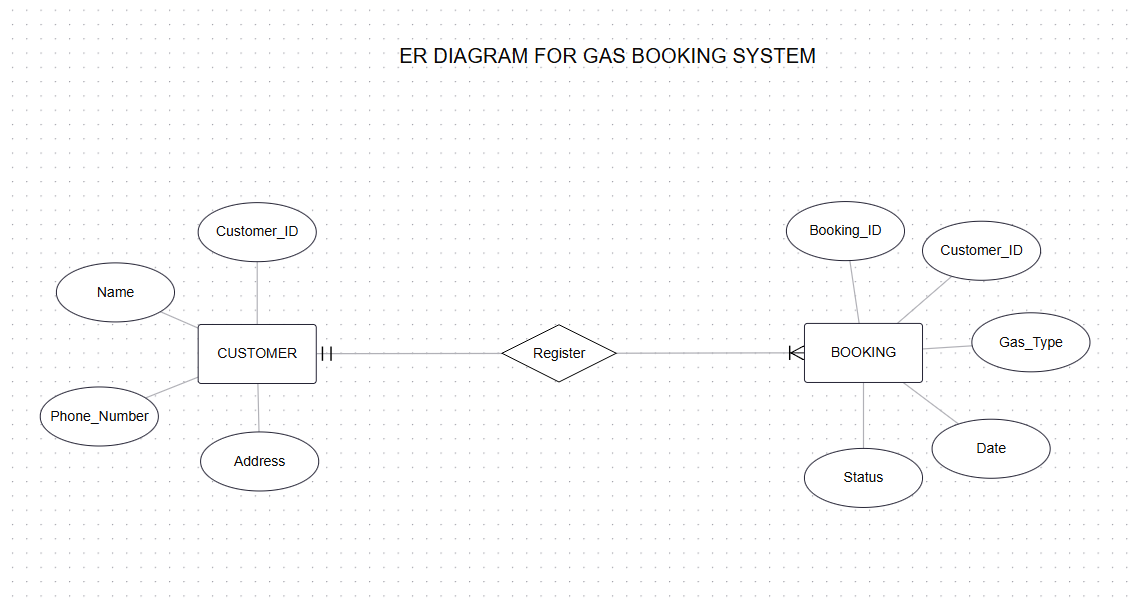 ER DIAGRAM FOR GAS BOOKING SYSTEM
Customer_ID
Name
CUSTOMER
Phone_Number
Address
Register
Booking_ID
Customer_ID
BOOKING
Gas_Type
Date
Status